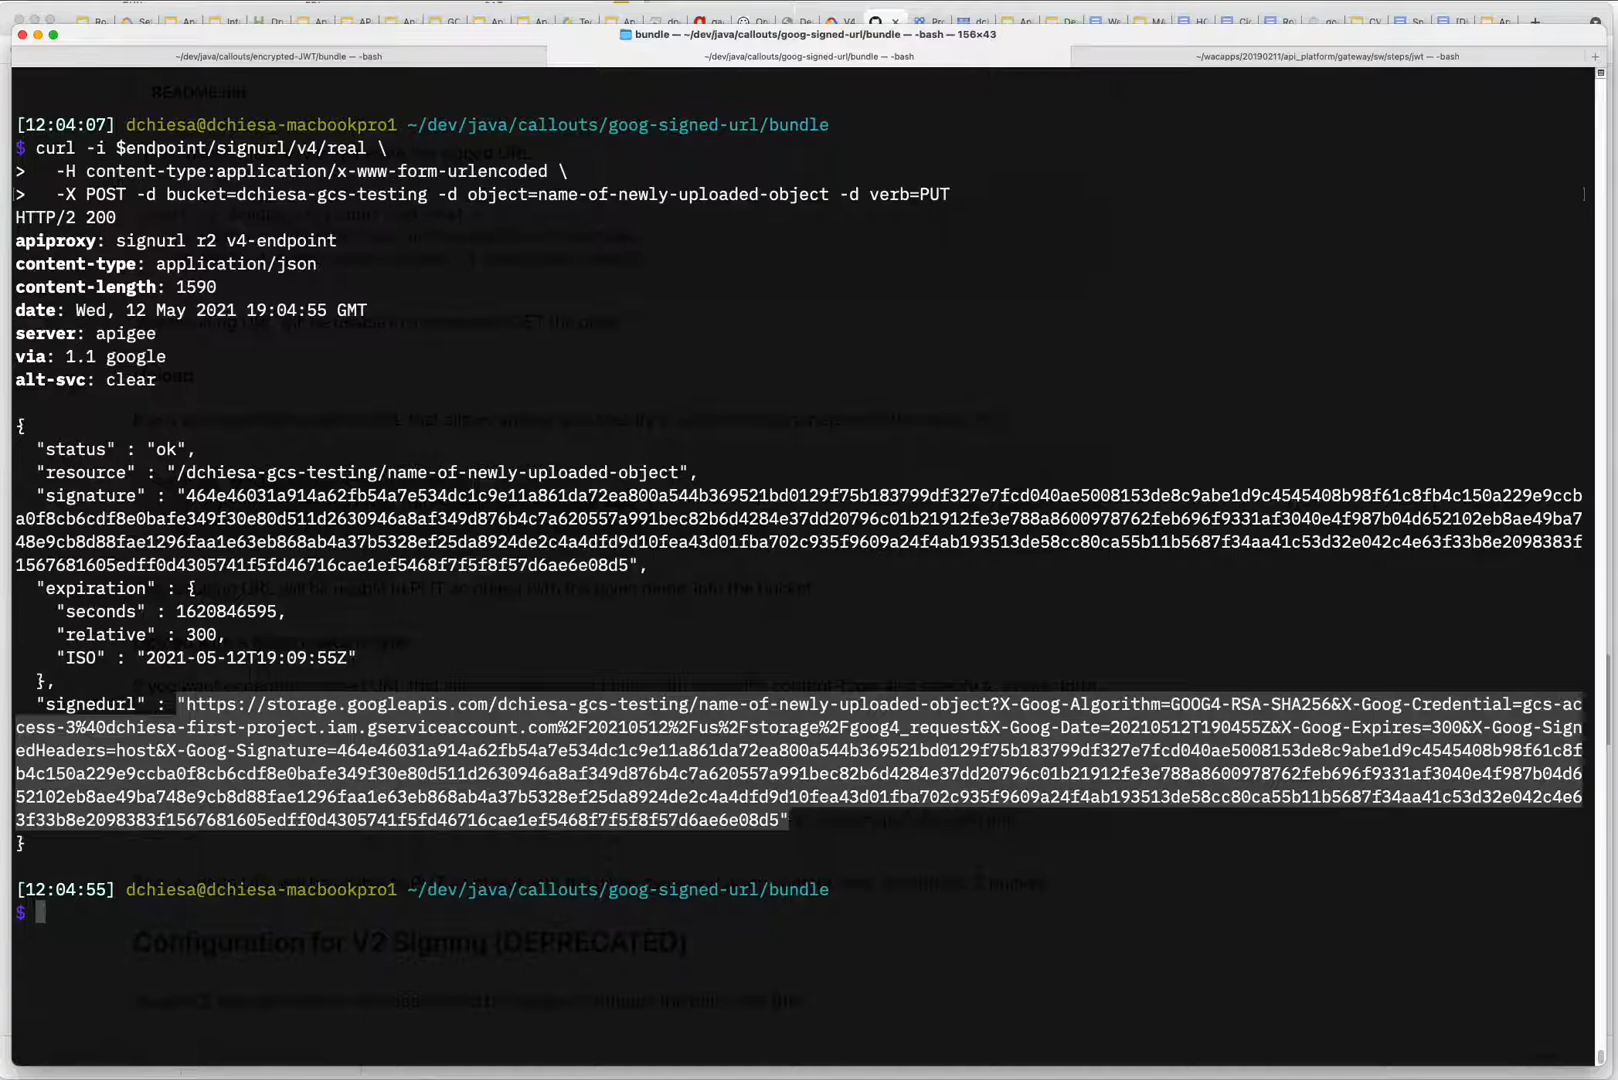 bundle — ~/dev/java/callouts/goog-signed-url/bundle — -bash — 156×43
~/dev/java/callouts/encrypted-JWT/bundle — -bash
~/dev/java/callouts/goog-signed-url/bundle — -bash
~/wacapps/20190211/api_platform/gateway/sw/steps/jwt — -bash
README.md
[12:04:07] dchiesa@dchiesa-macbookpro1 ~/dev/java/callouts/goog-signed-url/bundle
$ curl -i $endpoint/signurl/v4/real \
>   -H content-type:application/x-www-form-urlencoded \
>   -X POST -d bucket=dchiesa-gcs-testing -d object=name-of-newly-uploaded-object -d verb=PUT
HTTP/2 200
apiproxy: signurl r2 v4-endpoint
content-type: application/json
content-length: 1590
date: Wed, 12 May 2021 19:04:55 GMT
server: apigee
via: 1.1 google
alt-svc: clear
{
  "status" : "ok",
  "resource" : "/dchiesa-gcs-testing/name-of-newly-uploaded-object",
  "signature" : "464e46031a914a62fb54a7e534dc1c9e11a861da72ea800a544b369521bd0129f75b183799df327e7fcd040ae5008153de8c9abe1d9c4545408b98f61c8fb4c150a229e9ccb
a0f8cb6cdf8e0bafe349f30e80d511d2630946a8af349d876b4c7a620557a991bec82b6d4284e37dd20796c01b21912fe3e788a8600978762feb696f9331af3040e4f987b04d652102eb8ae49ba7
48e9cb8d88fae1296faa1e63eb868ab4a37b5328ef25da8924de2c4a4dfd9d10fea43d01fba702c935f9609a24f4ab193513de58cc80ca55b11b5687f34aa41c53d32e042c4e63f33b8e2098383f
1567681605edff0d4305741f5fd46716cae1ef5468f7f5f8f57d6ae6e08d5",
  "expiration" : {
    "seconds" : 1620846595,
    "relative" : 300,
    "ISO" : "2021-05-12T19:09:55Z"
  },
  "signedurl" : "https://storage.googleapis.com/dchiesa-gcs-testing/name-of-newly-uploaded-object?X-Goog-Algorithm=GOOG4-RSA-SHA256&X-Goog-Credential=gcs-ac
cess-3%40dchiesa-first-project.iam.gserviceaccount.com%2F20210512%2Fus%2Fstorage%2Fgoog4_request&X-Goog-Date=20210512T190455Z&X-Goog-Expires=300&X-Goog-Sign
edHeaders=host&X-Goog-Signature=464e46031a914a62fb54a7e534dc1c9e11a861da72ea800a544b369521bd0129f75b183799df327e7fcd040ae5008153de8c9abe1d9c4545408b98f61c8f
b4c150a229e9ccba0f8cb6cdf8e0bafe349f30e80d511d2630946a8af349d876b4c7a620557a991bec82b6d4284e37dd20796c01b21912fe3e788a8600978762feb696f9331af3040e4f987b04d6
52102eb8ae49ba748e9cb8d88fae1296faa1e63eb868ab4a37b5328ef25da8924de2c4a4dfd9d10fea43d01fba702c935f9609a24f4ab193513de58cc80ca55b11b5687f34aa41c53d32e042c4e6
3f33b8e2098383f1567681605edff0d4305741f5fd46716cae1ef5468f7f5f8f57d6ae6e08d5"
}
[12:04:55] dchiesa@dchiesa-macbookpro1 ~/dev/java/callouts/goog-signed-url/bundle
$
Configuration for V2 Signing (DEPRECATED)